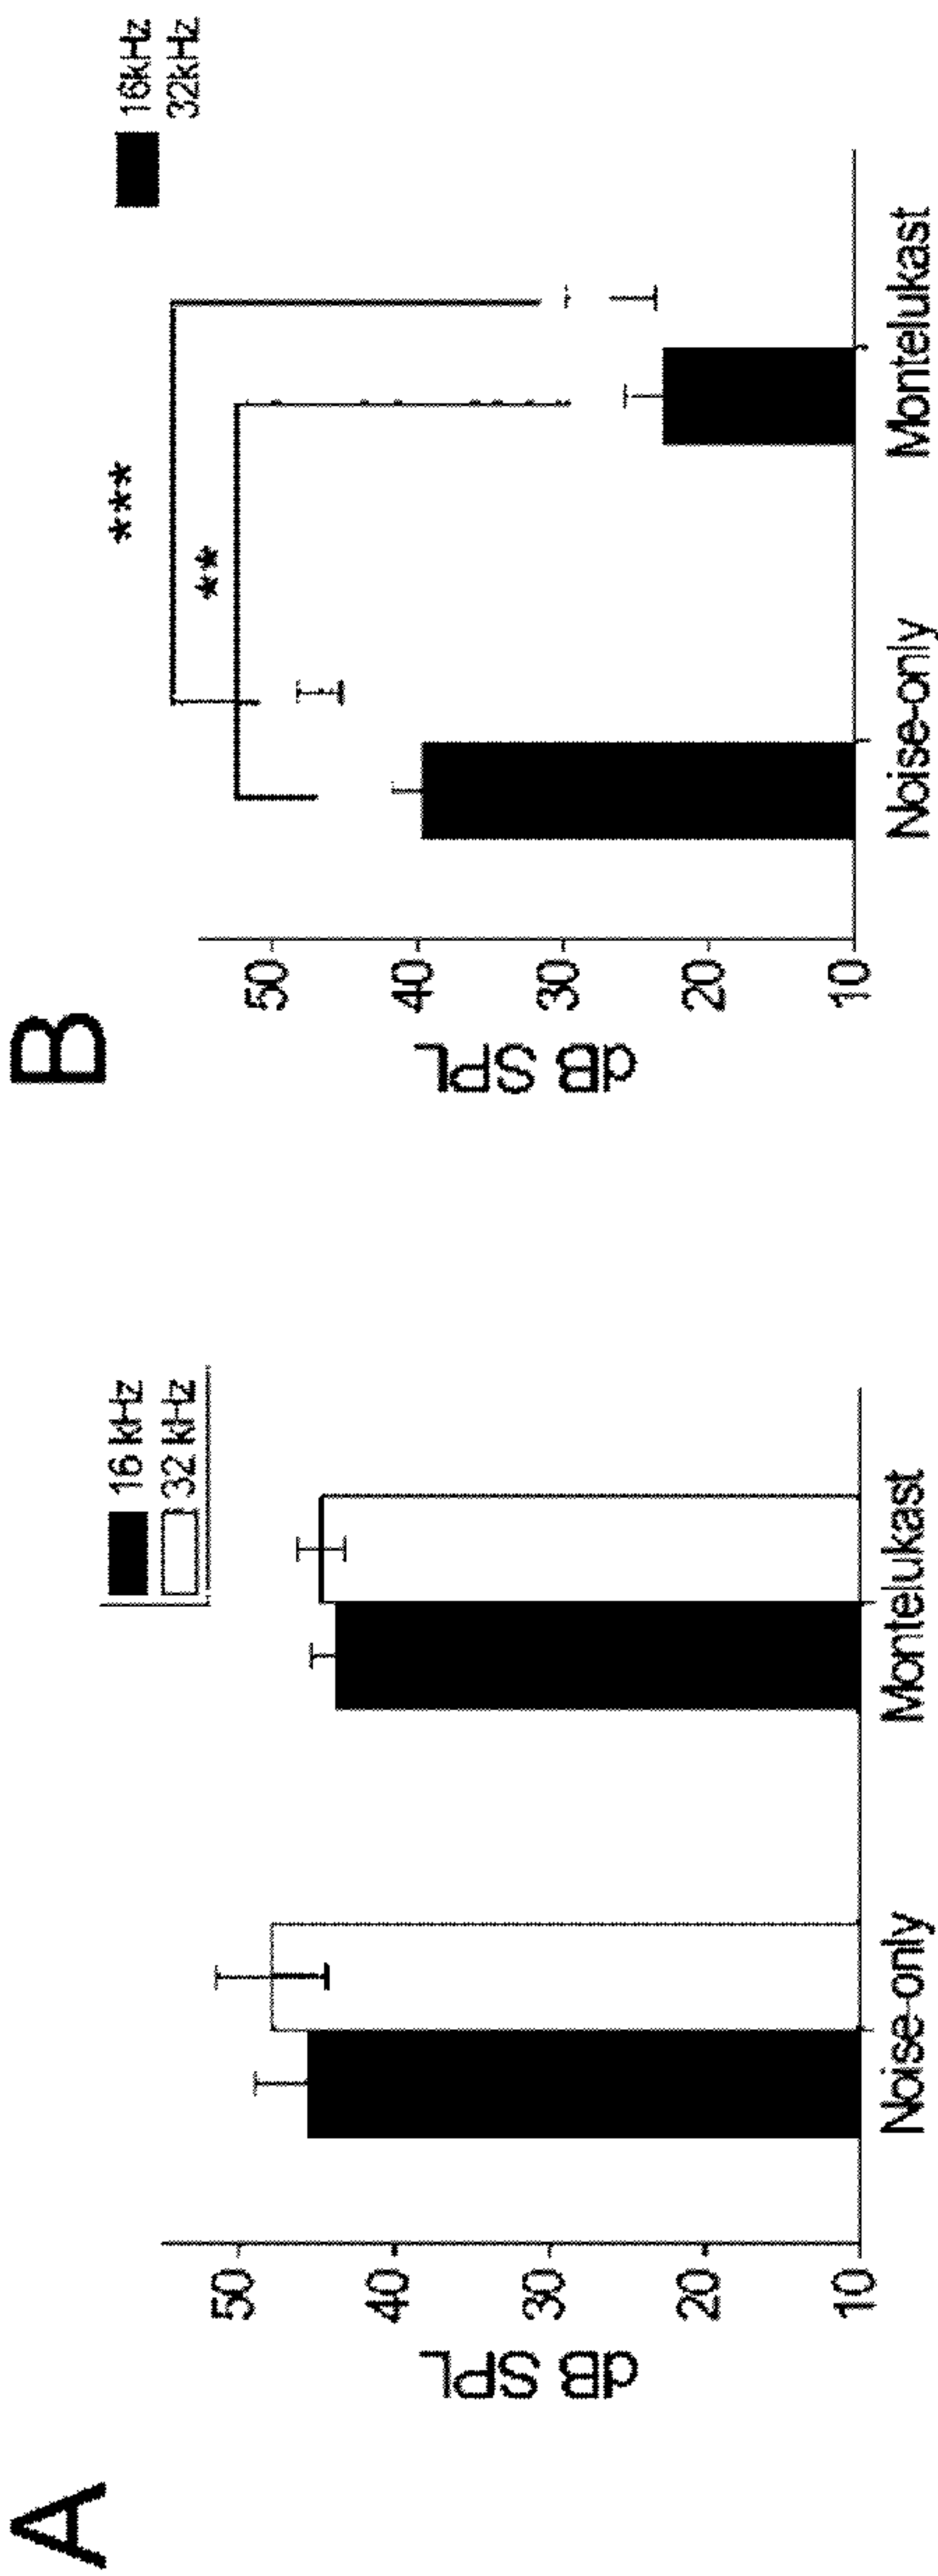 A
16 kHz
32 kHz
dB SPL
50
40
30
20
10
Noise-only
Montelukast
B
16kHz
32kHz
***
**
dB SPL
50
40
30
20
10
Noise-only
Montelukast